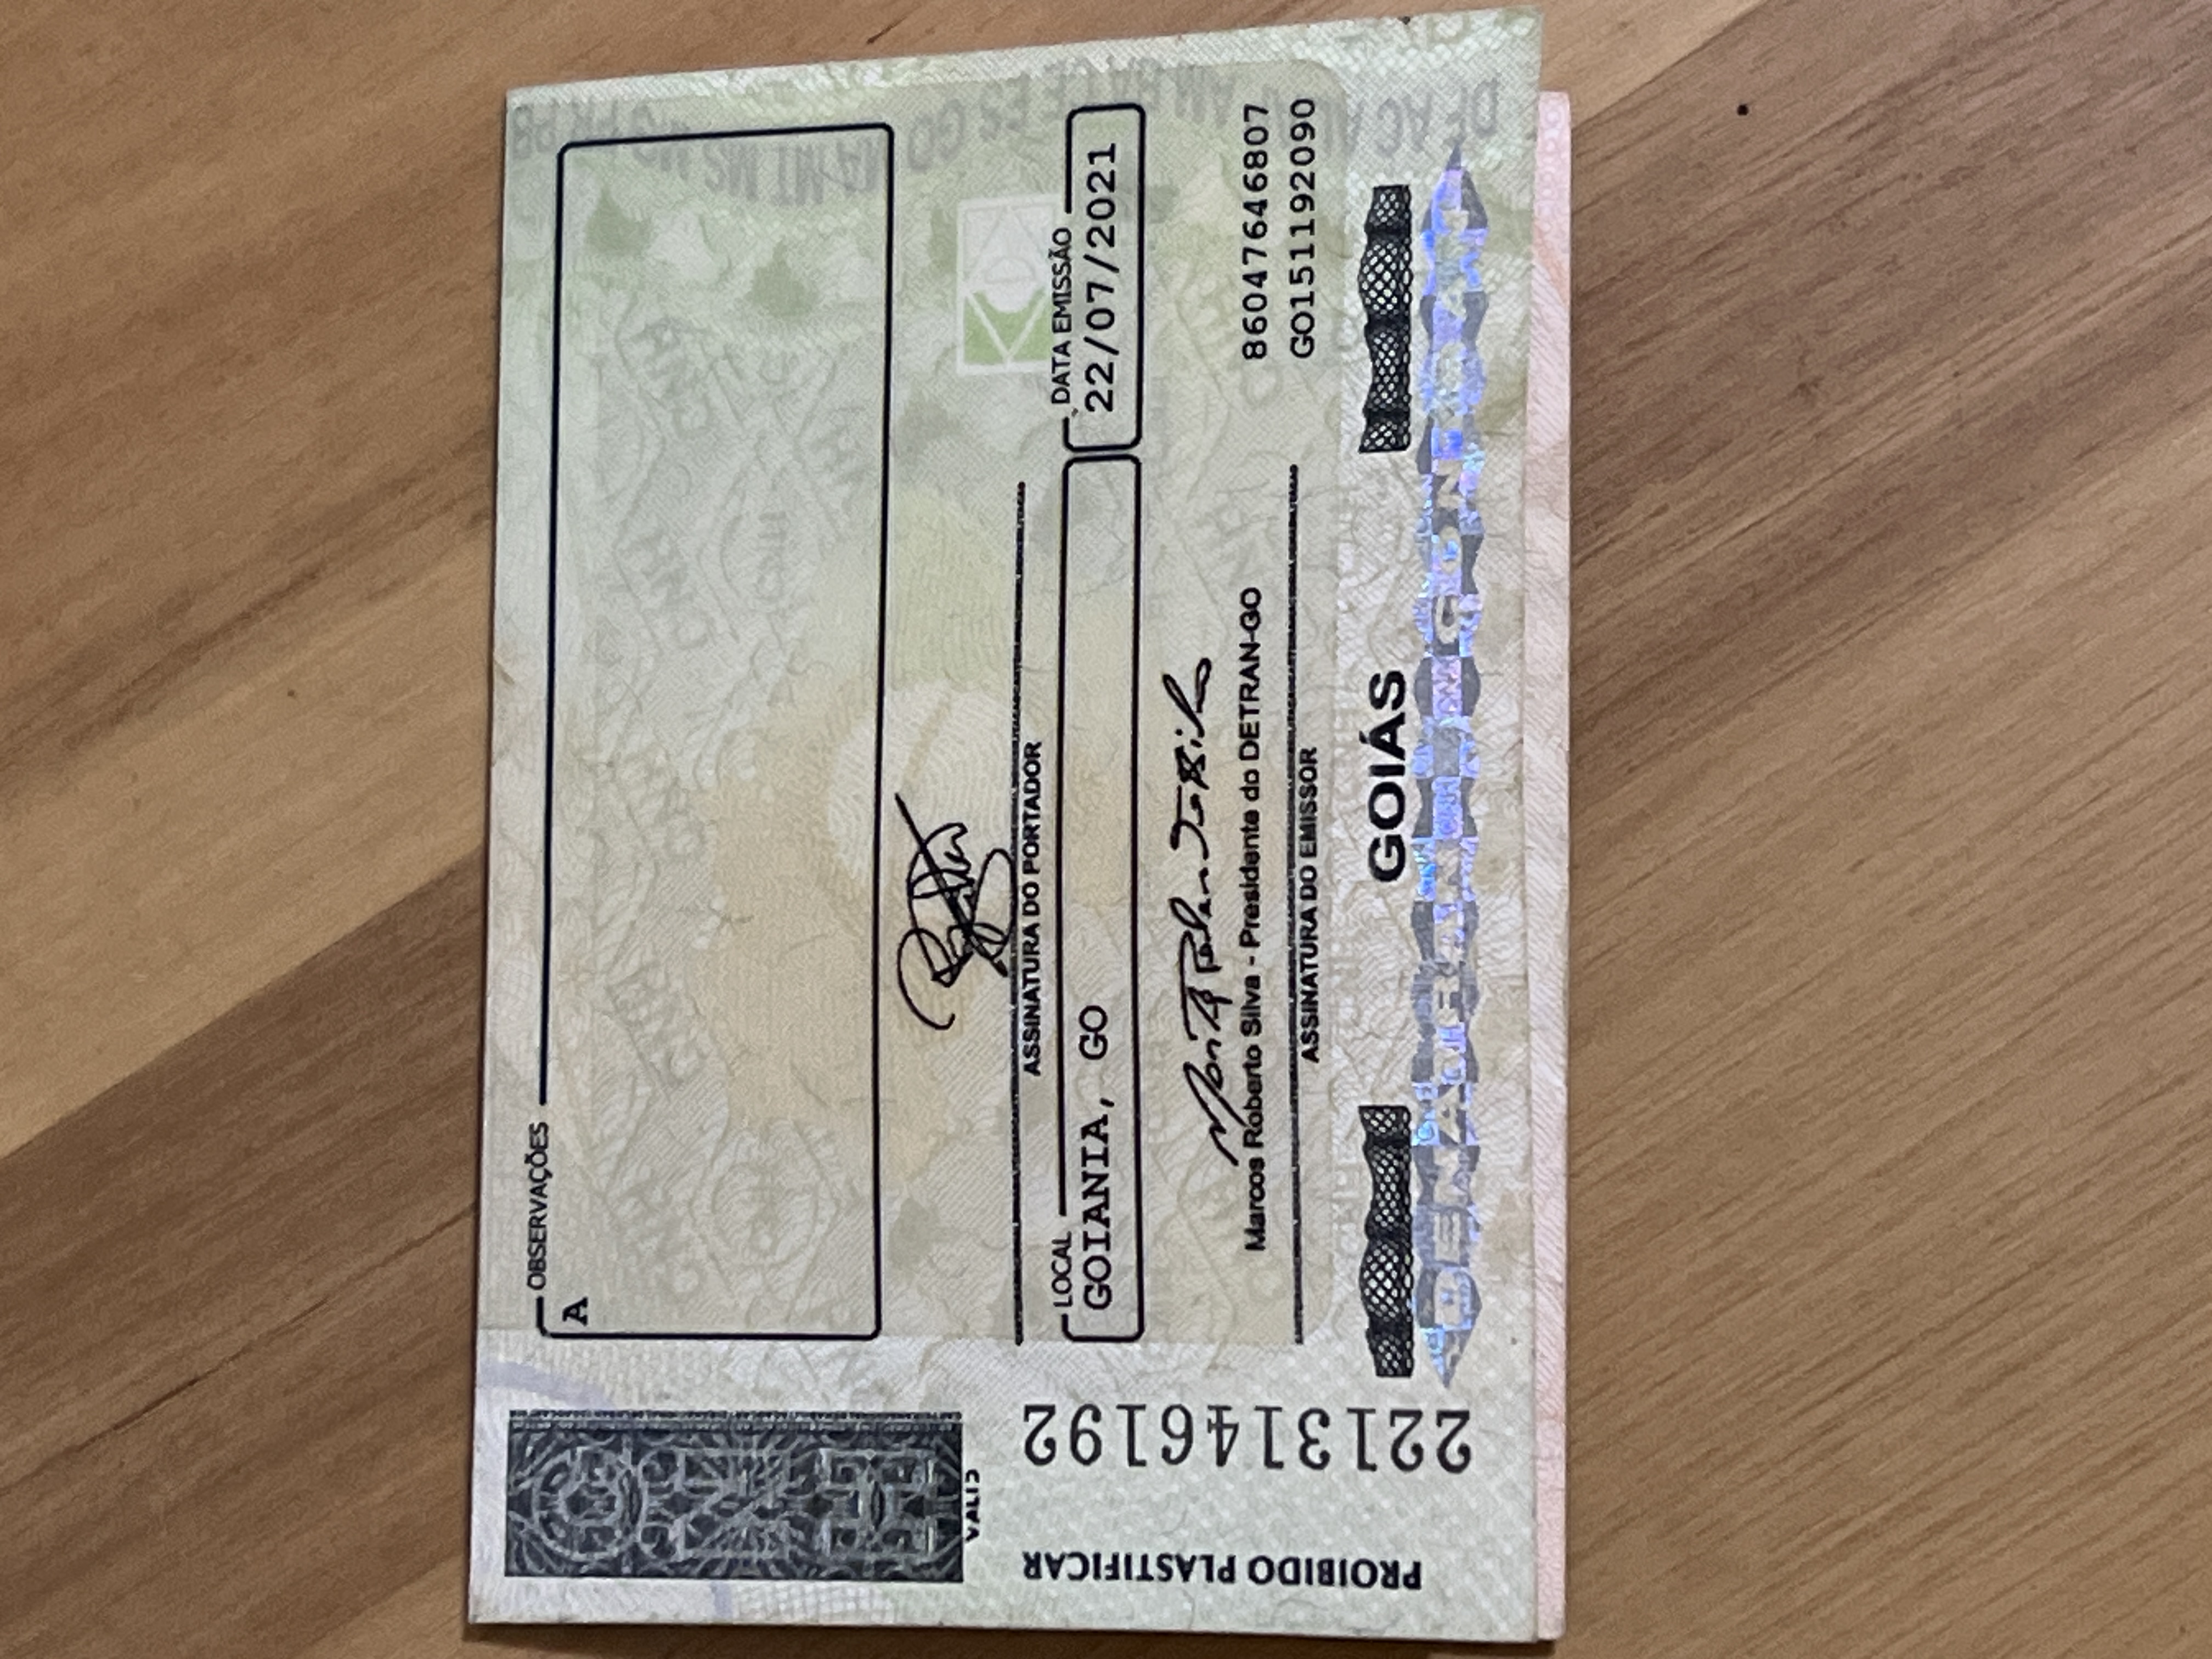 OBSERVAÇÕES
A
VALID
PROIBIDO PLASTIFICAR
2213146192
ASSINATURA DO PORTADOR
LOCAL
GOIANIA, GO
DATA EMISSÃO
22/07/2021
Marcos Roberto Silva - Presidente do DETRAN-GO
ASSINATURA DO EMISSOR
86047646807
GO151192090
GOIÁS
DENATRAN CONTRAN